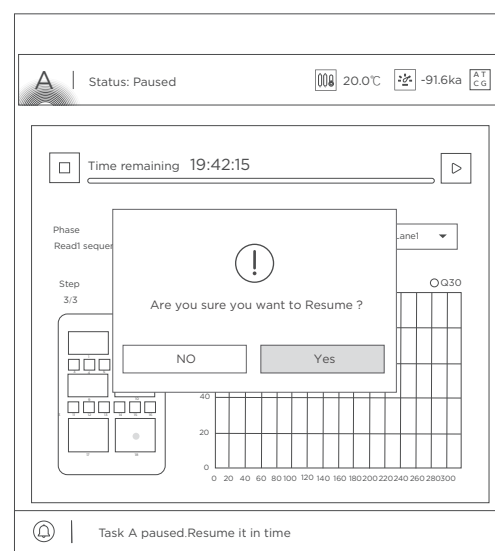 A
Status: Paused
20.0℃
-91.6ka
A T
C G
Time remaining 19:42:15
Phase
Read1 sequer
Lane1
Step
3/3
Q30
Are you sure you want to Resume ?
NO
Yes
40
20
0
0 20 40 60 80 100 120 140 160 180 200 220 240 260 280 300
Task A paused.Resume it in time